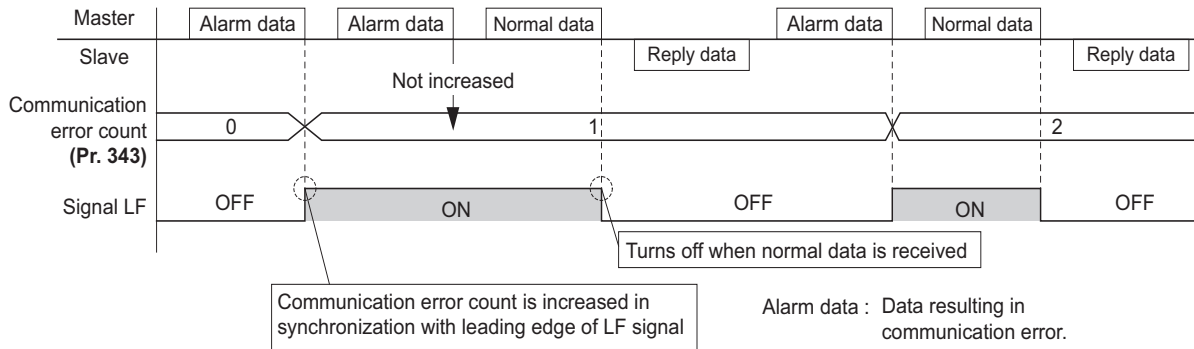 Master
Alarm data
Alarm data
Normal data
Alarm data
Normal data
Slave
Reply data
Reply data
Not increased
Communication
error count
(Pr. 343)
0
1
2
Signal LF
OFF
ON
OFF
ON
OFF
Turns off when normal data is received
Communication error count is increased in
synchronization with leading edge of LF signal
Alarm data : Data resulting in
communication error.